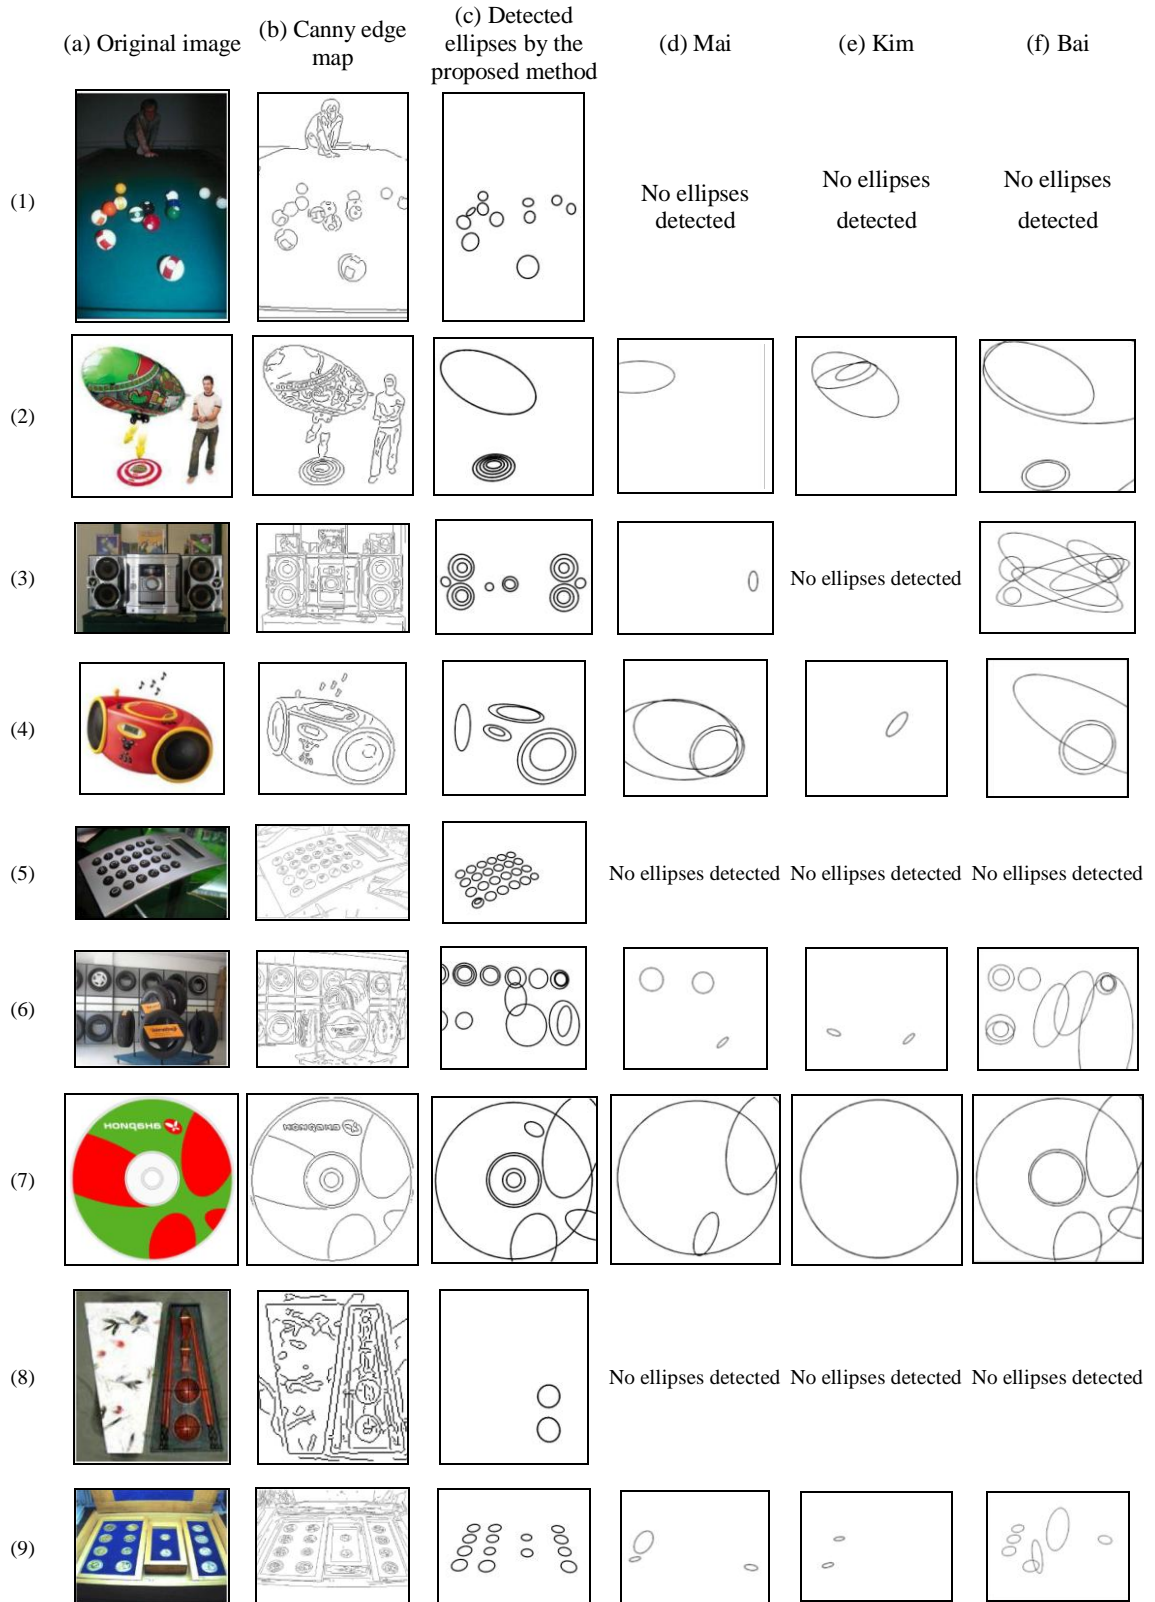 (a) Original image
(b) Canny edge
map
(c) Detected
ellipses by the
proposed method
(d) Mai
(e) Kim
(f) Bai
(1)
No ellipses
detected
No ellipses
detected
No ellipses
detected
(2)
(3)
No ellipses detected
(4)
(5)
No ellipses detected
No ellipses detected
No ellipses detected
(6)
(7)
(8)
No ellipses detected
No ellipses detected
No ellipses detected
(9)